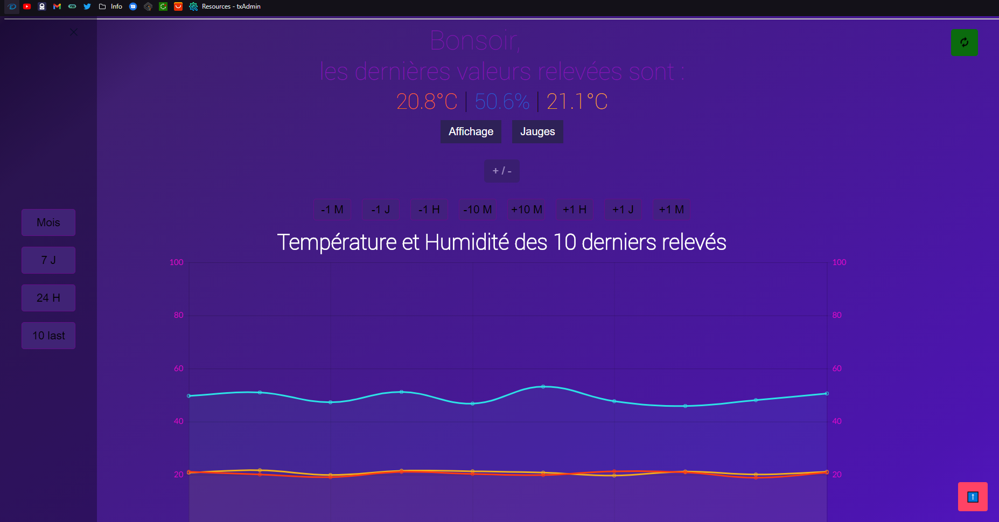 Info
Resources - txAdmin
×
Bonsoir,
les dernières valeurs relevées sont :
20.8°C | 50.6% | 21.1°C
Affichage
Jauges
+ / -
-1 M
-1 J
-1 H
-10 M
+10 M
+1 H
+1 J
+1 M
Mois
7 J
24 H
10 last
Température et Humidité des 10 derniers relevés
100
80
60
40
20
100
80
60
40
20
↑